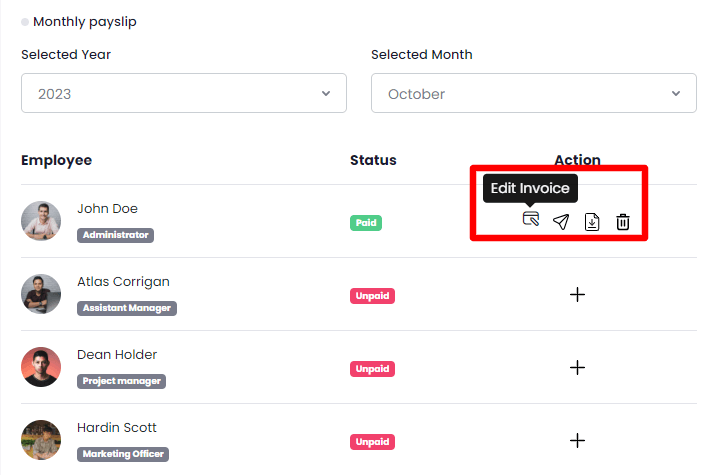 Monthly payslip
Selected Year
Selected Month
2023
October
Employee
Status
Action
Edit Invoice
John Doe
Administrator
Paid
Atlas Corrigan
Assistant Manager
Unpaid
Dean Holder
Project manager
Unpaid
Hardin Scott
Marketing Officer
Unpaid